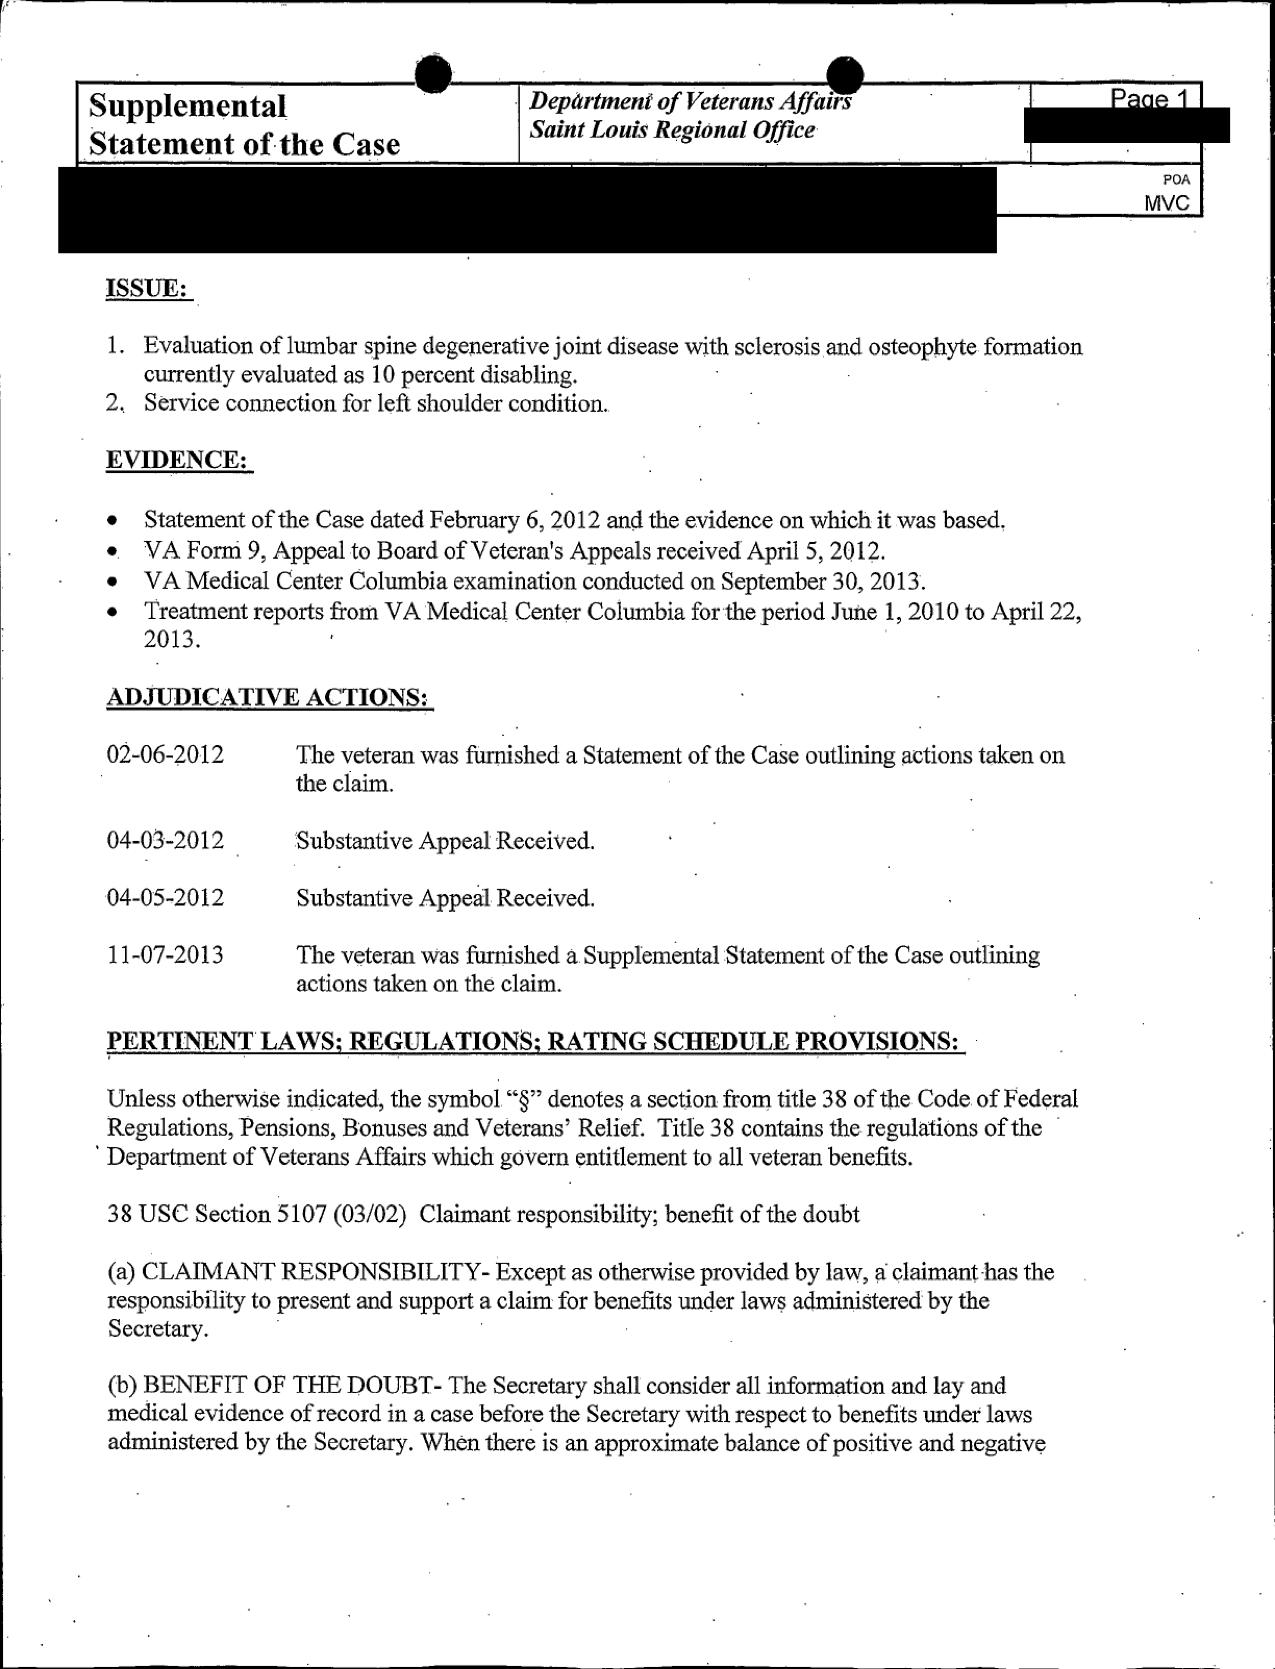 Supplemental
Statement of the Case
Department of Veterans Affairs
Saint Louis Regional Office
Page 1
POA
MVC
ISSUE:
1. Evaluation of lumbar spine degenerative joint disease with sclerosis and osteophyte formation
currently evaluated as 10 percent disabling.
2. Service connection for left shoulder condition.
EVIDENCE:
• Statement of the Case dated February 6, 2012 and the evidence on which it was based.
• VA Form 9, Appeal to Board of Veteran's Appeals received April 5, 2012.
• VA Medical Center Columbia examination conducted on September 30, 2013.
• Treatment reports from VA Medical Center Columbia for the period June 1, 2010 to April 22,
2013.
ADJUDICATIVE ACTIONS:
02-06-2012 The veteran was furnished a Statement of the Case outlining actions taken on
the claim.
04-03-2012 Substantive Appeal Received.
04-05-2012 Substantive Appeal Received.
11-07-2013 The veteran was furnished a Supplemental Statement of the Case outlining
actions taken on the claim.
PERTINENT LAWS; REGULATIONS; RATING SCHEDULE PROVISIONS:
Unless otherwise indicated, the symbol “§” denotes a section from title 38 of the Code of Federal
Regulations, Pensions, Bonuses and Veterans’ Relief. Title 38 contains the regulations of the
Department of Veterans Affairs which govern entitlement to all veteran benefits.
38 USC Section 5107 (03/02) Claimant responsibility; benefit of the doubt
(a) CLAIMANT RESPONSIBILITY- Except as otherwise provided by law, a claimant has the
responsibility to present and support a claim for benefits under laws administered by the
Secretary.
(b) BENEFIT OF THE DOUBT- The Secretary shall consider all information and lay and
medical evidence of record in a case before the Secretary with respect to benefits under laws
administered by the Secretary. When there is an approximate balance of positive and negative